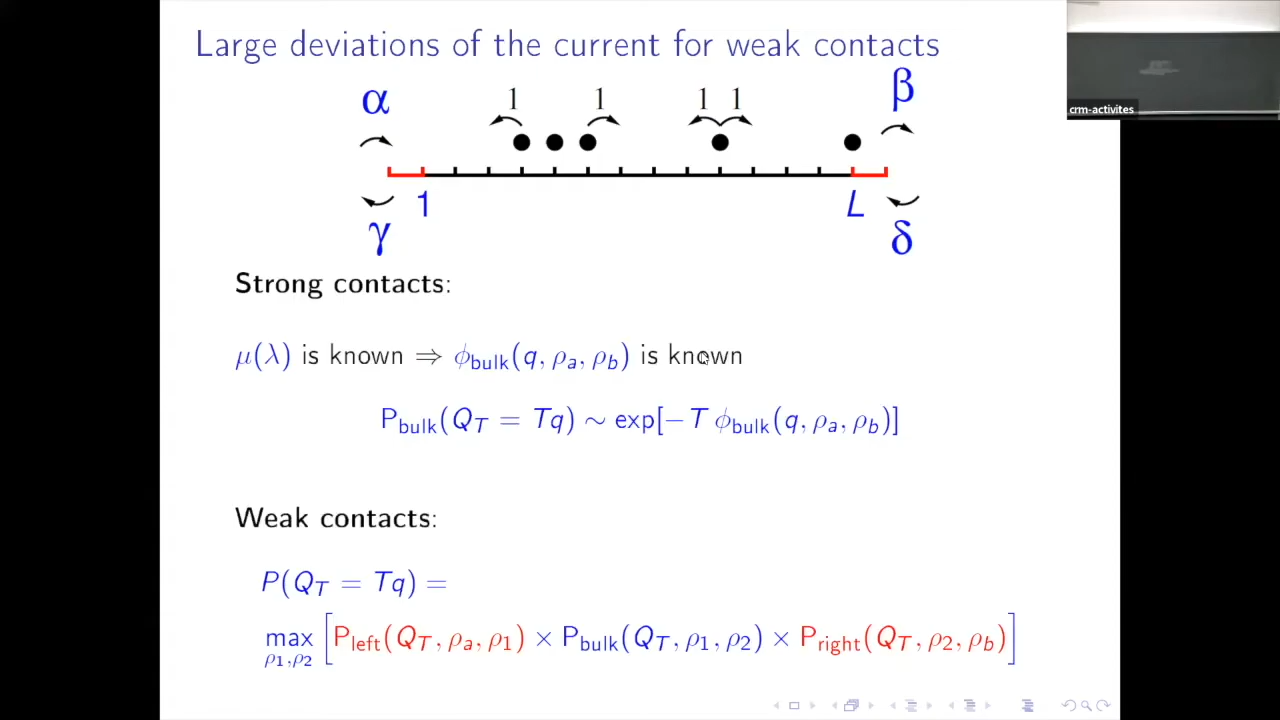 Large deviations of the current for weak contacts
α 1 1 1 1 β
γ 1 L δ
Strong contacts:
μ(λ) is known ⇒ ϕ_bulk(q, ρ_a, ρ_b) is known
P_bulk(Q_T = Tq) ∼ exp[−T ϕ_bulk(q, ρ_a, ρ_b)]
Weak contacts:
P(Q_T = Tq) =
max_{ρ_1,ρ_2} [P_left(Q_T, ρ_a, ρ_1) × P_bulk(Q_T, ρ_1, ρ_2) × P_right(Q_T, ρ_2, ρ_b)]
crm-activites